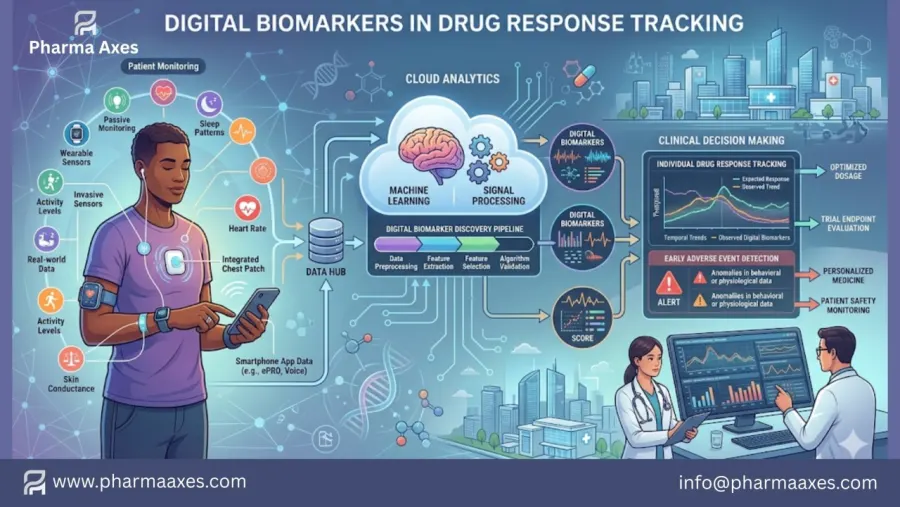 DIGITAL BIOMARKERS IN DRUG RESPONSE TRACKING
Pharma Axes
Patient Monitoring
Passive
Monitoring
Sleep
Patterns
Wearable
Sensors
Activity
Levels
Invasive
Sensors
Heart Rate
Real-world
Data
Integrated
Chest Patch
Activity
Levels
Skin
Conductance
Smartphone App Data
(e.g., ePRO, Voice)
DATA HUB
CLOUD ANALYTICS
MACHINE
LEARNING
SIGNAL
PROCESSING
DIGITAL BIOMARKER DISCOVERY PIPELINE
Data
Preprocessing
Feature
Extraction
Feature
Selection
Algorithm
Validation
DIGITAL
BIOMARKERS
DIGITAL
BIOMARKERS
SCORE
CLINICAL DECISION MAKING
INDIVIDUAL DRUG RESPONSE TRACKING
Expected Response
Temporal Trends
Observed Digital Biomarkers
EARLY ADVERSE EVENT DETECTION
ALERT
Anomalies in behavioral
or physiological data
Anomalies in behavioral
or physiological data
OPTIMIZED
DOSAGE
TRIAL ENDPOINT
EVALUATION
PERSONALIZED
MEDICINE
PATIENT SAFETY
MONITORING
www.pharmaaxes.com
info@pharmaaxes.com